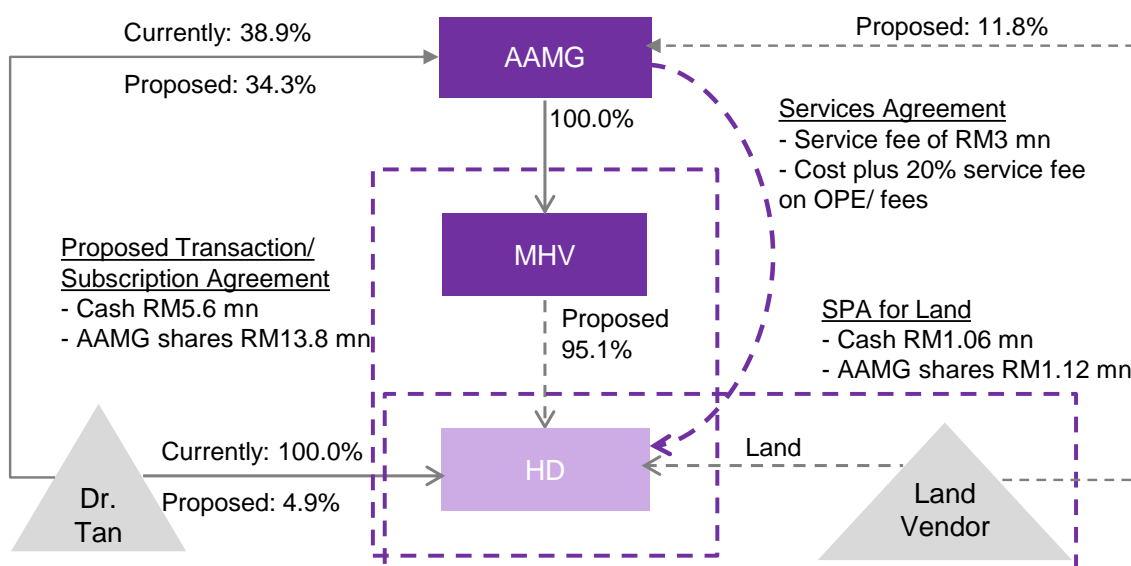 Currently: 38.9%
Proposed: 34.3%
AAMG
Proposed: 11.8%
100.0%
Services Agreement
- Service fee of RM3 mn
- Cost plus 20% service fee
on OPE/ fees
MHV
Proposed Transaction/
Subscription Agreement
- Cash RM5.6 mn
- AAMG shares RM13.8 mn
Proposed
95.1%
SPA for Land
- Cash RM1.06 mn
- AAMG shares RM1.12 mn
Dr.
Tan
Currently: 100.0%
Proposed: 4.9%
HD
Land
Land
Vendor